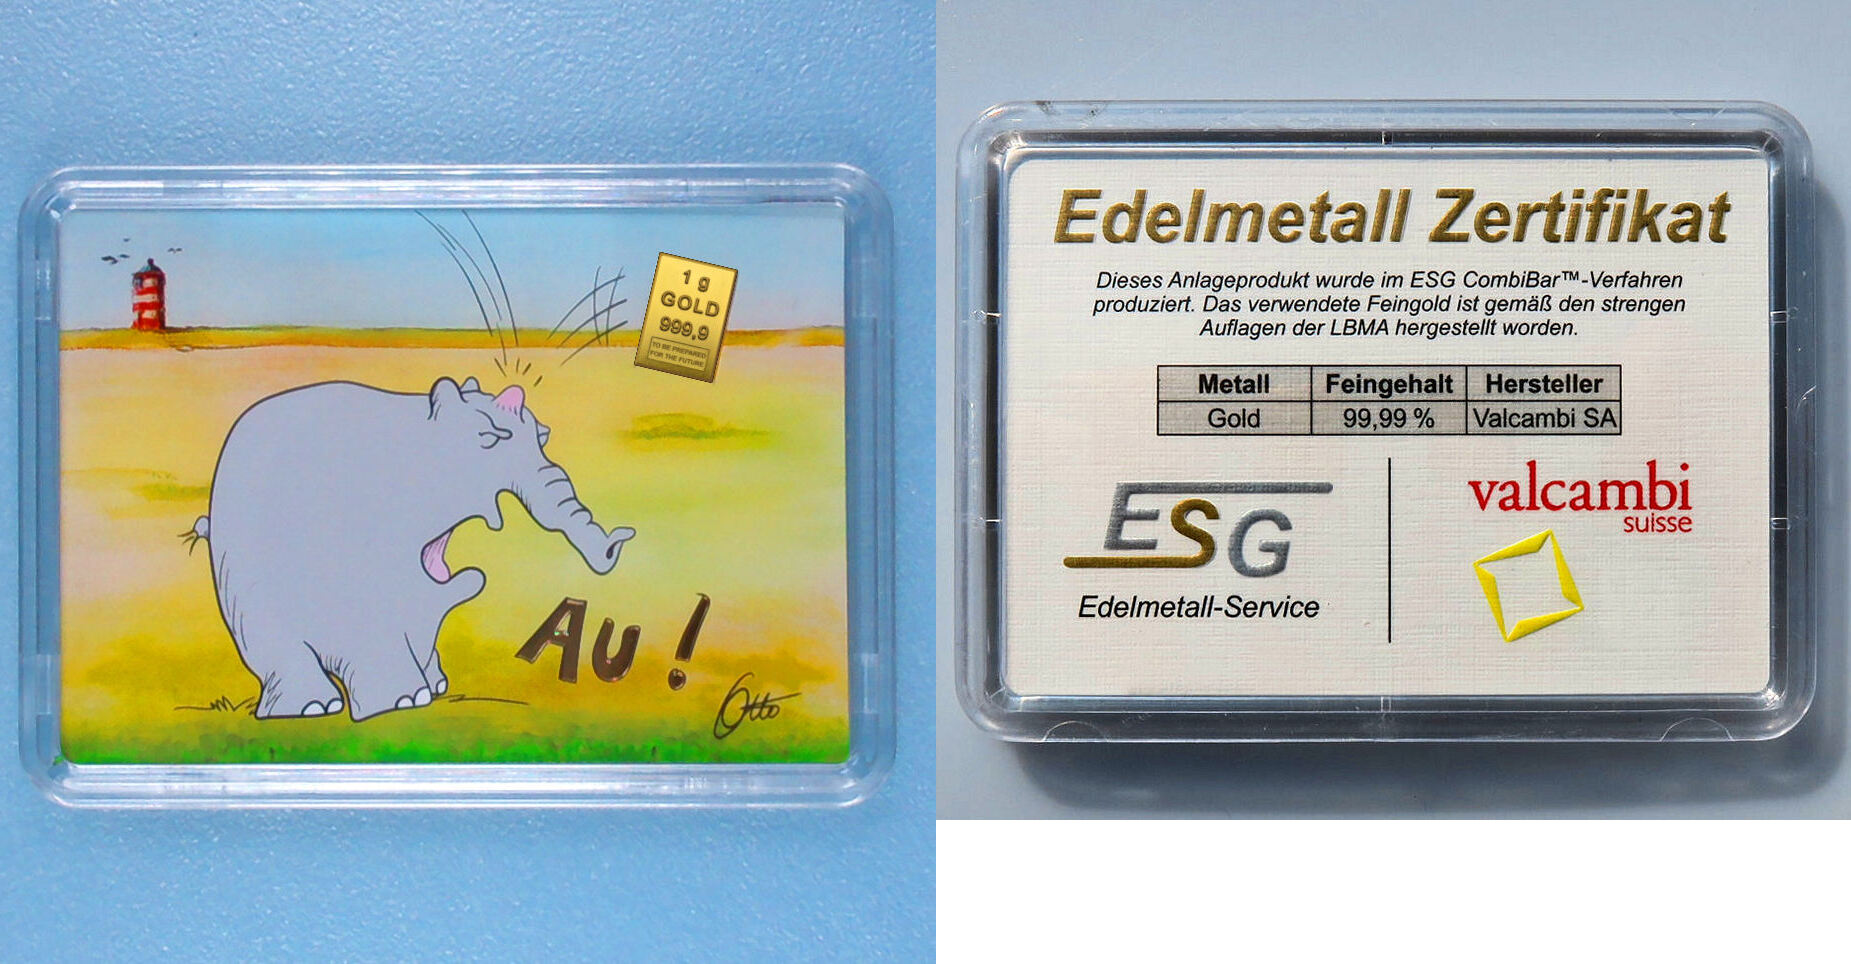 1 g
GOLD
999,9
TO BE PREPARED
FOR THE FUTURE
Au!
Otto
Edelmetall Zertifikat
Dieses Anlageprodukt wurde im ESG CombiBar™-Verfahren
produziert. Das verwendete Feingold ist gemäß den strengen
Auflagen der LBMA hergestellt worden.
Metall Feingehalt Hersteller
Gold 99,99 % Valcambi SA
ESG
Edelmetall-Service
valcambi
suisse